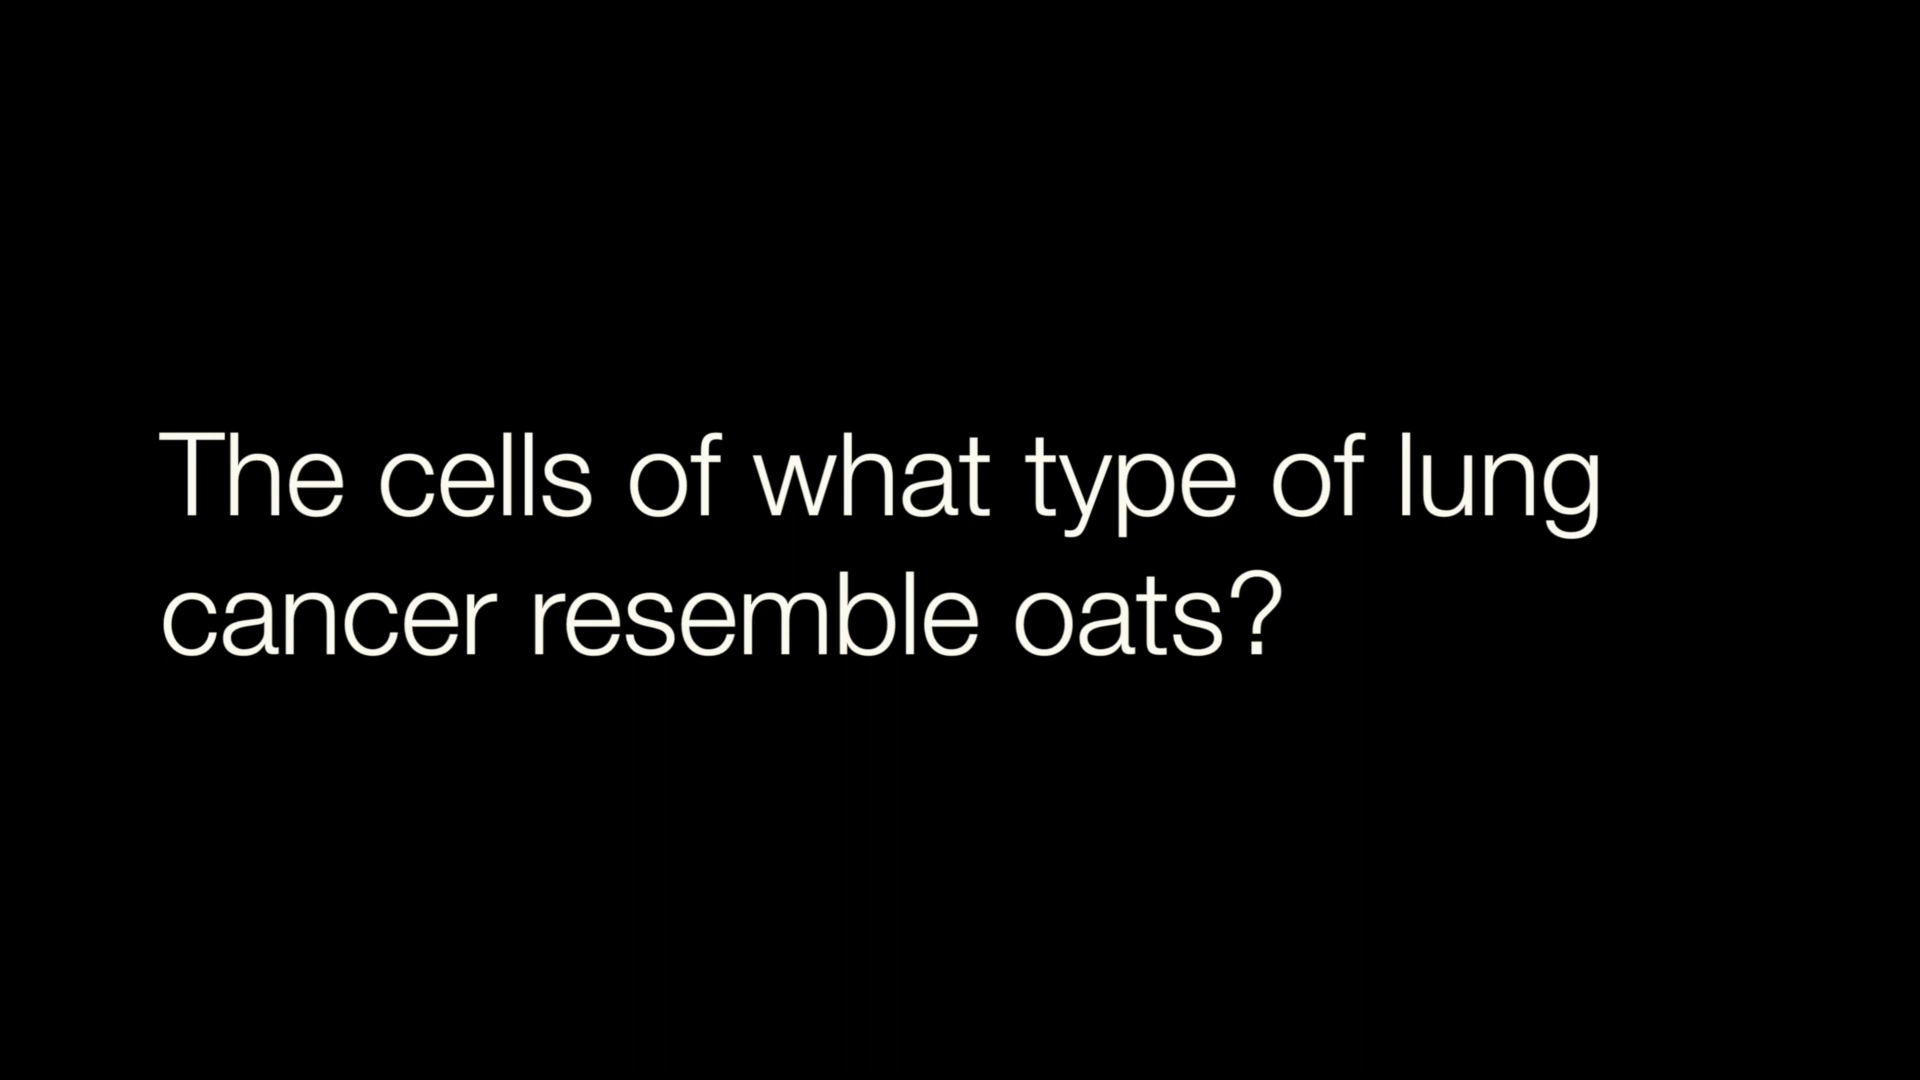 The cells of what type of lung
cancer resemble oats?